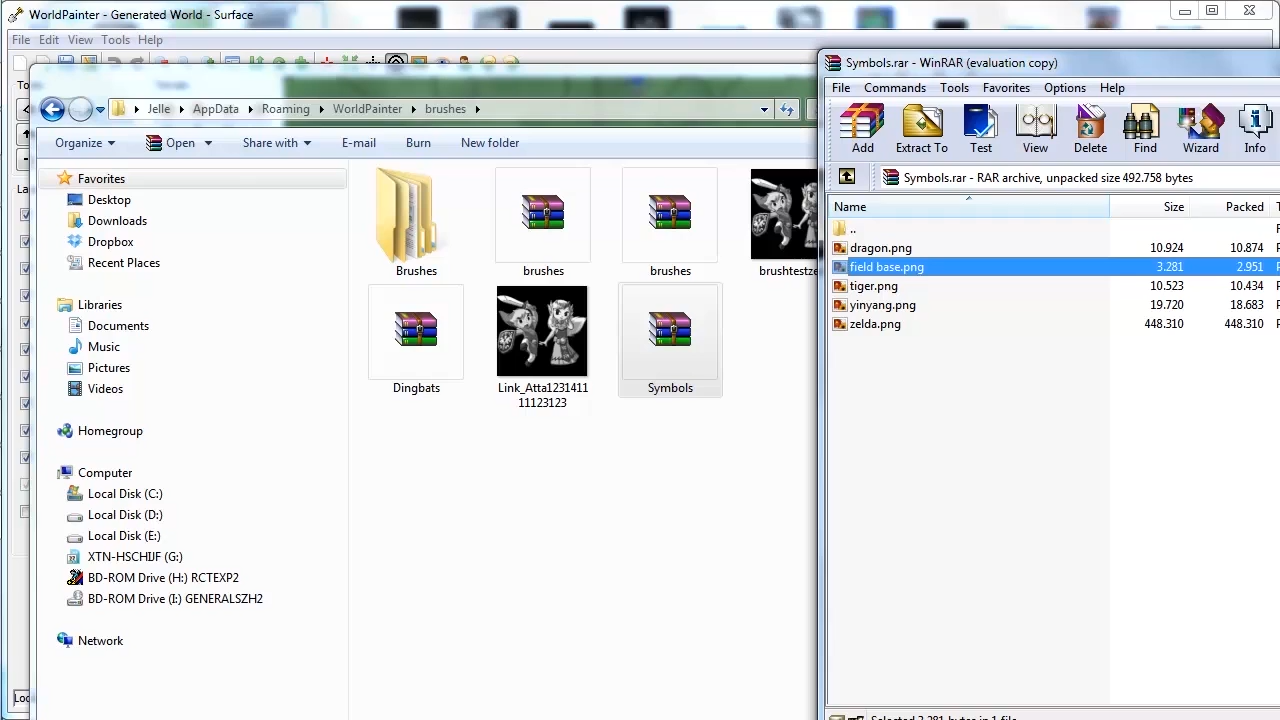 WorldPainter - Generated World - Surface
File Edit View Tools Help
Jelle AppData Roaming WorldPainter brushes
Organize Open Share with E-mail Burn New folder
Favorites
Desktop
Downloads
Dropbox
Recent Places
Libraries
Documents
Music
Pictures
Videos
Homegroup
Computer
Local Disk (C:)
Local Disk (D:)
Local Disk (E:)
XTN-HSCHIJF (G:)
BD-ROM Drive (H:) RCTEXP2
BD-ROM Drive (I:) GENERALSZH2
Network
Brushes
brushes
brushes
brushtestze
Dingbats
Link_Atta1231411
11123123
Symbols
Symbols.rar - WinRAR (evaluation copy)
File Commands Tools Favorites Options Help
Add Extract To Test View Delete Find Wizard Info
Symbols.rar - RAR archive, unpacked size 492.758 bytes
Name Size Packed
..
dragon.png 10.924 10.874
field base.png 3.281 2.951
tiger.png 10.523 10.434
yinyang.png 19.720 18.683
zelda.png 448.310 448.310
Selected 3.281 bytes in 1 file